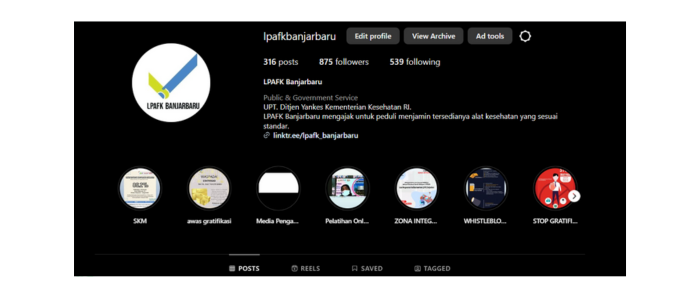 lpafkbanjarbaru Edit profile View Archive Ad tools
316 posts 875 followers 539 following
LPAFK Banjarbaru
Public & Government Service
UPT. Ditjen Yankes Kementerian Kesehatan RI.
LPAFK Banjarbaru mengajak untuk peduli menjamin tersedianya alat kesehatan yang sesuai
standar.
linktr.ee/lpafk_banjarbaru
LPAFK BANJARBARU
SKM awas gratifikasi Media Penga... Pelatihan Onl... ZONA INTEG... WHISTLEBLO... STOP GRATIFI...
POSTS REELS SAVED TAGGED